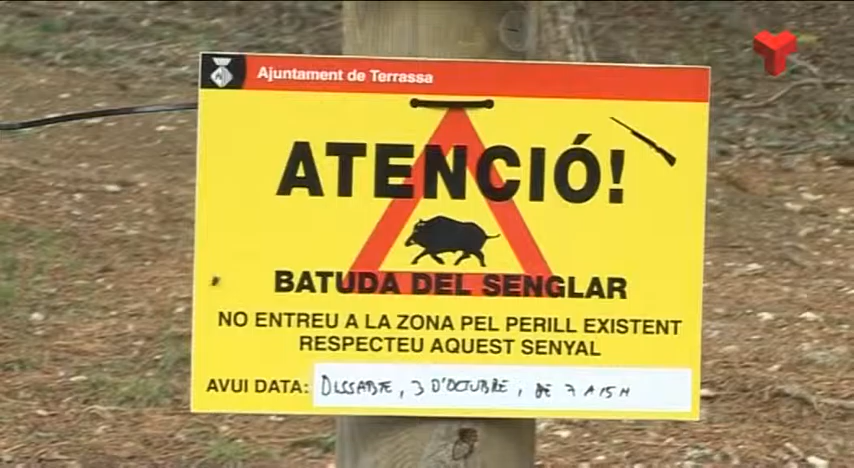 Ajuntament de Terrassa
ATENCIÓ!
BATUDA DEL SENGLAR
NO ENTREU A LA ZONA PEL PERILL EXISTENT
RESPECTEU AQUEST SENYAL
AVUI DATA: DISSABTE, 3 D'OCTUBRE, DE 7 A 15 H